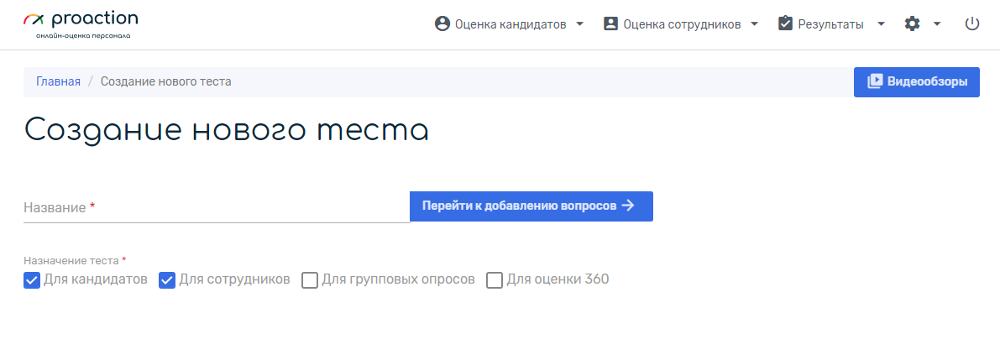 proaction
онлайн-оценка персонала
Оценка кандидатов
Оценка сотрудников
Результаты
Главная / Создание нового теста
Видеообзоры
Создание нового теста
Название *
Перейти к добавлению вопросов →
Назначение теста *
Для кандидатов Для сотрудников Для групповых опросов Для оценки 360